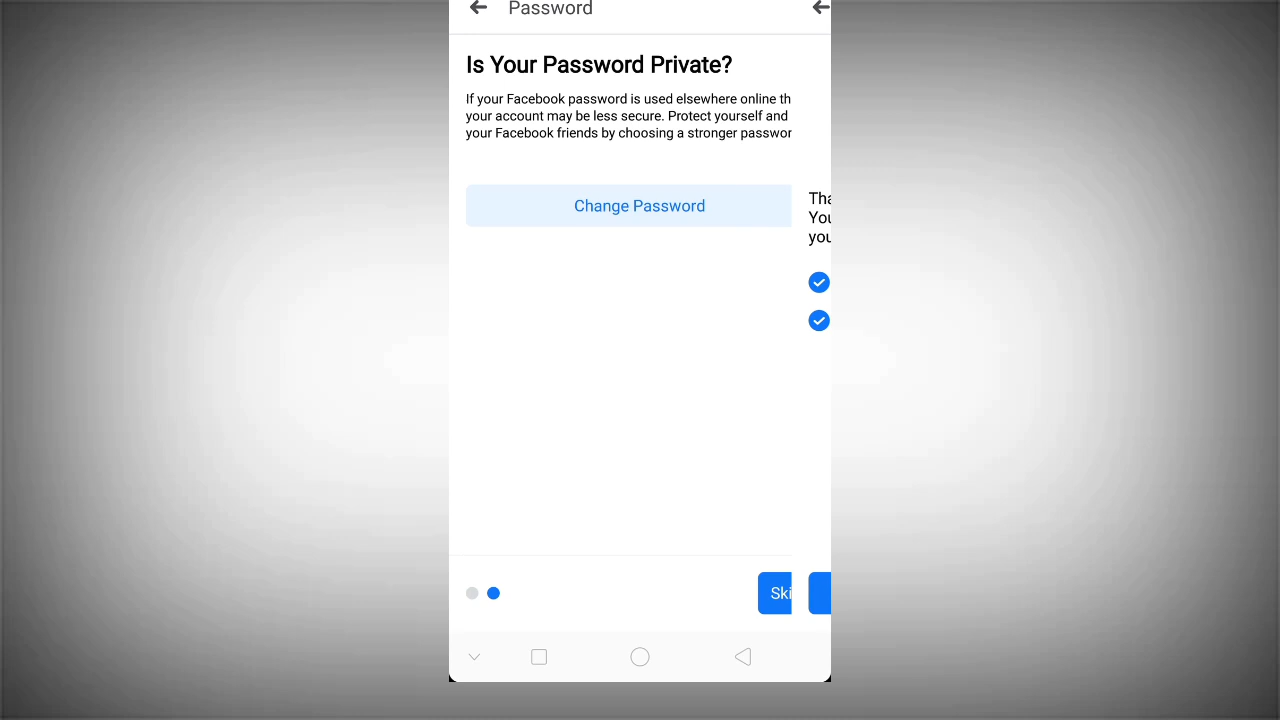 Password
Is Your Password Private?
If your Facebook password is used elsewhere online th
your account may be less secure. Protect yourself and
your Facebook friends by choosing a stronger passwor
Change Password
Tha
You
you
Ski